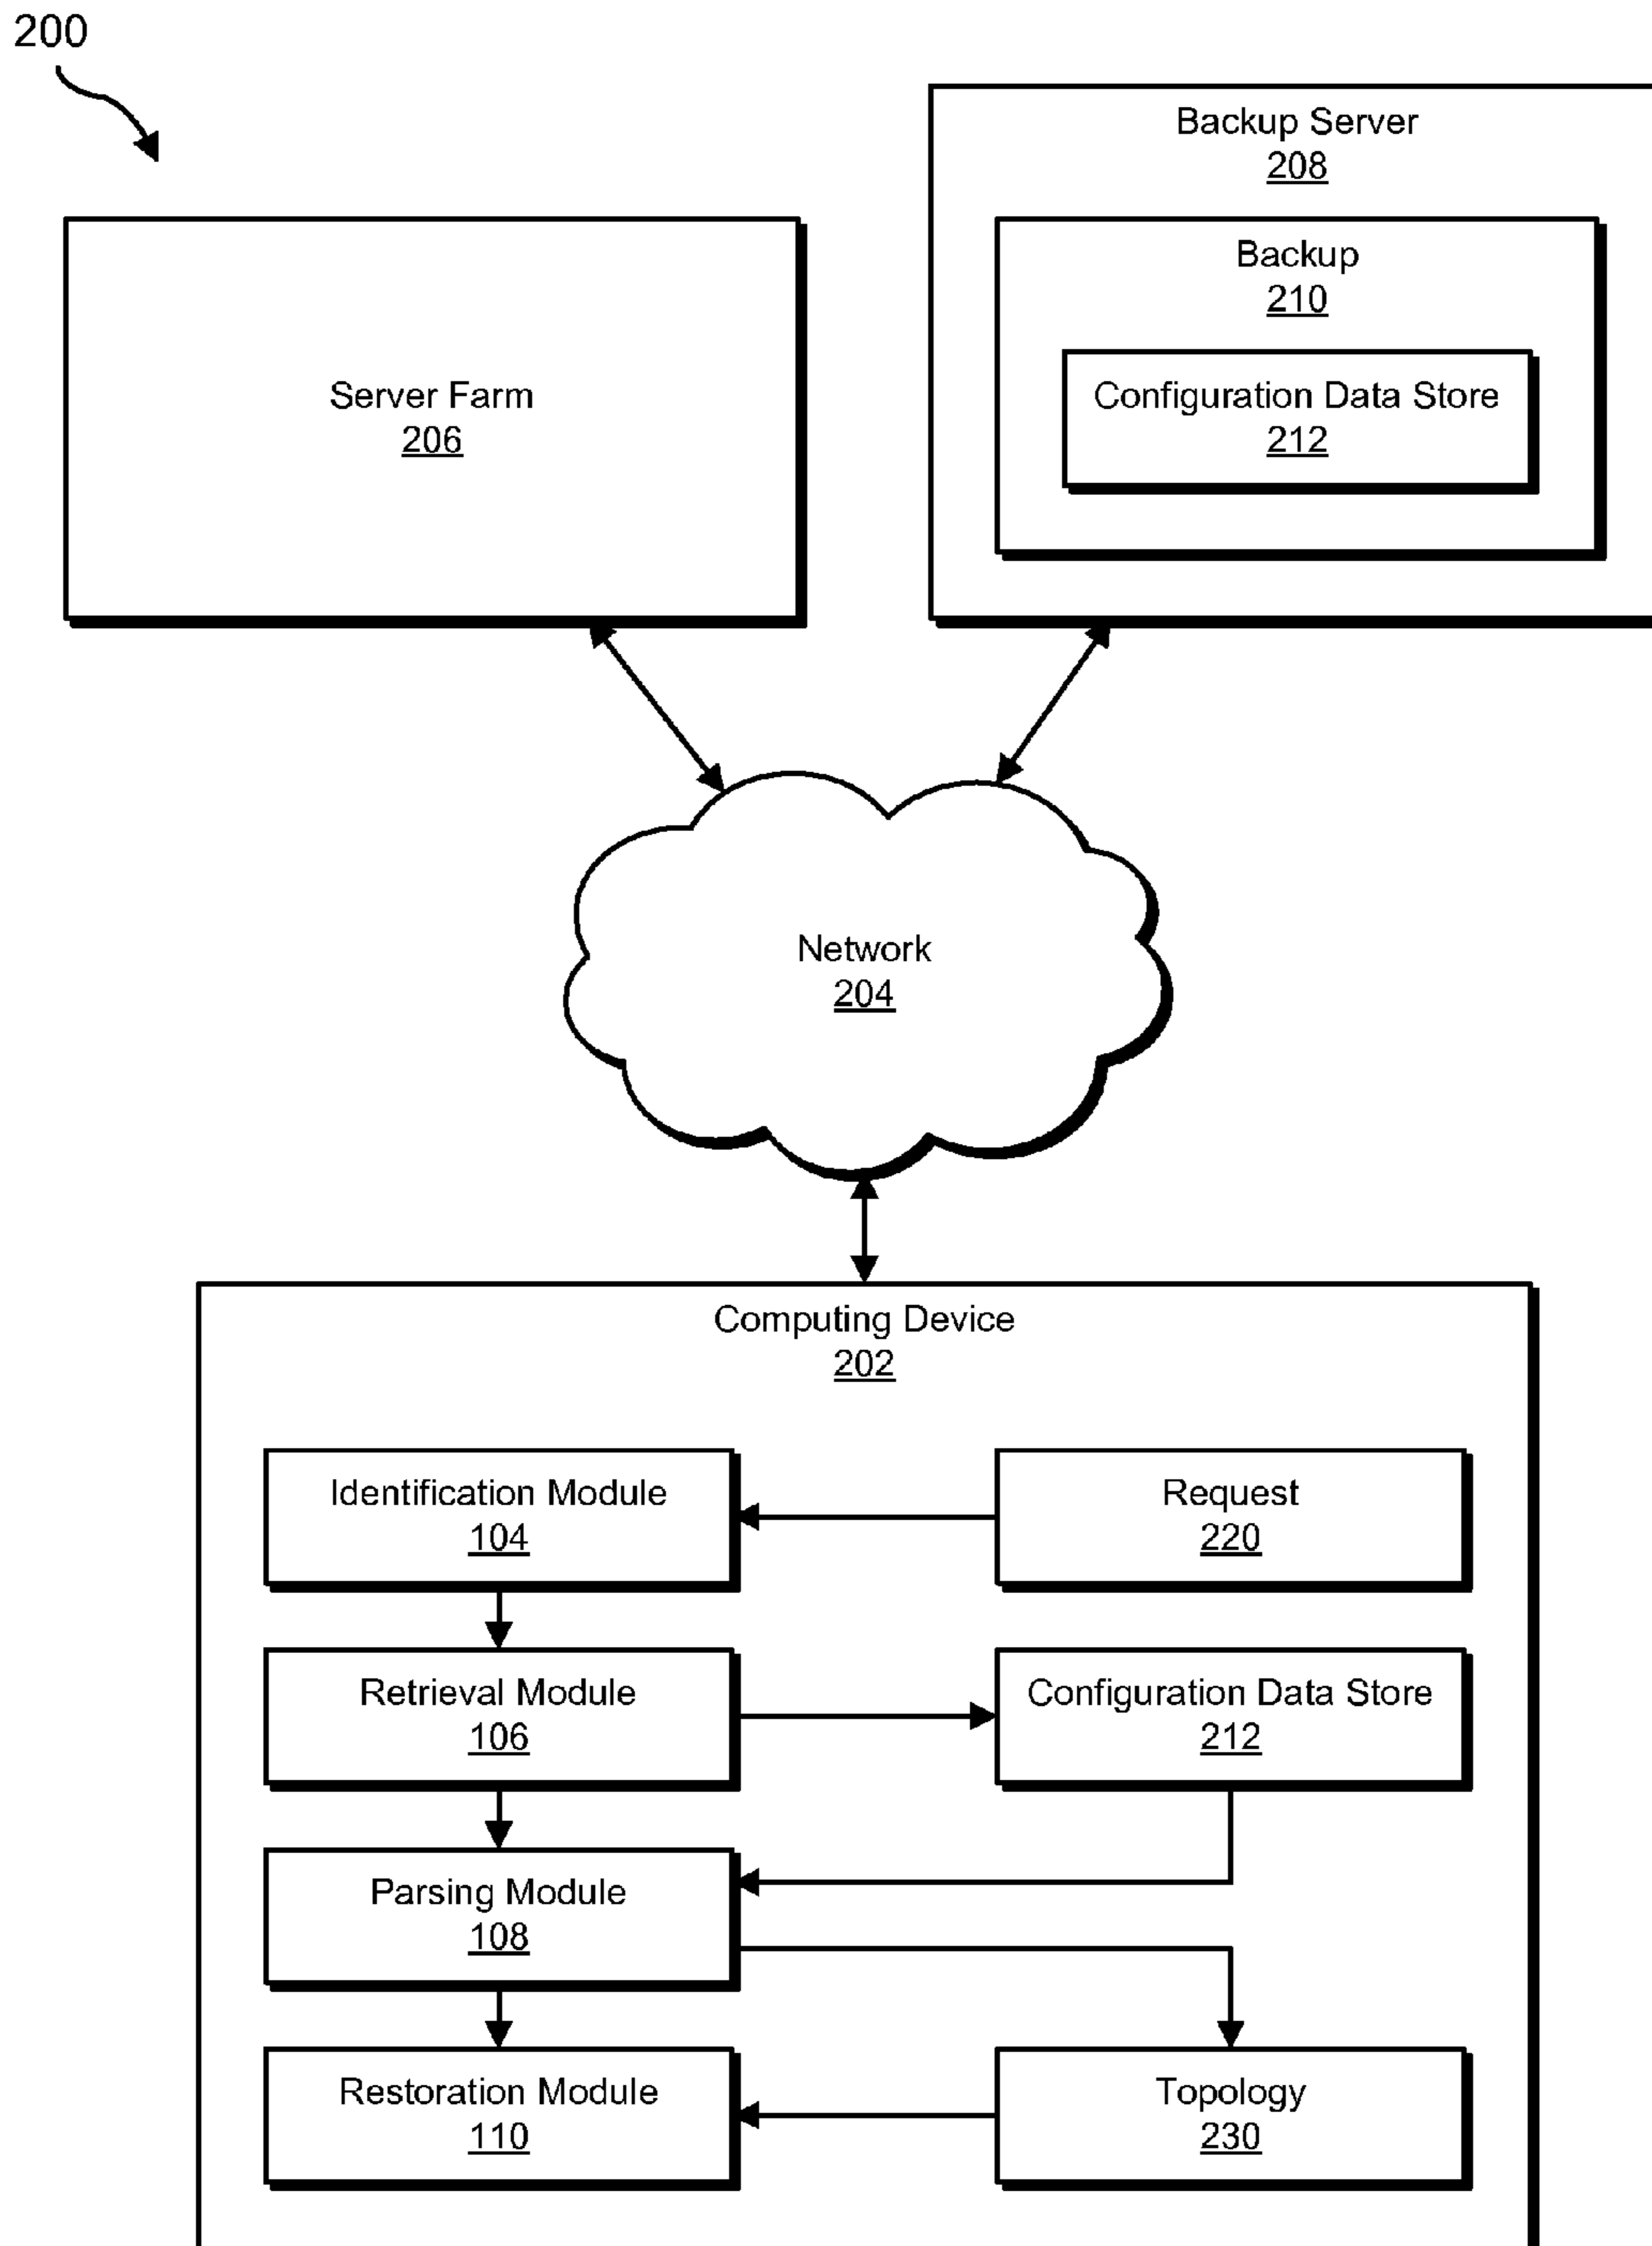 200
Backup Server
208
Backup
210
Configuration Data Store
212
Server Farm
206
Network
204
Computing Device
202
Identification Module
104
Request
220
Retrieval Module
106
Configuration Data Store
212
Parsing Module
108
Restoration Module
110
Topology
230